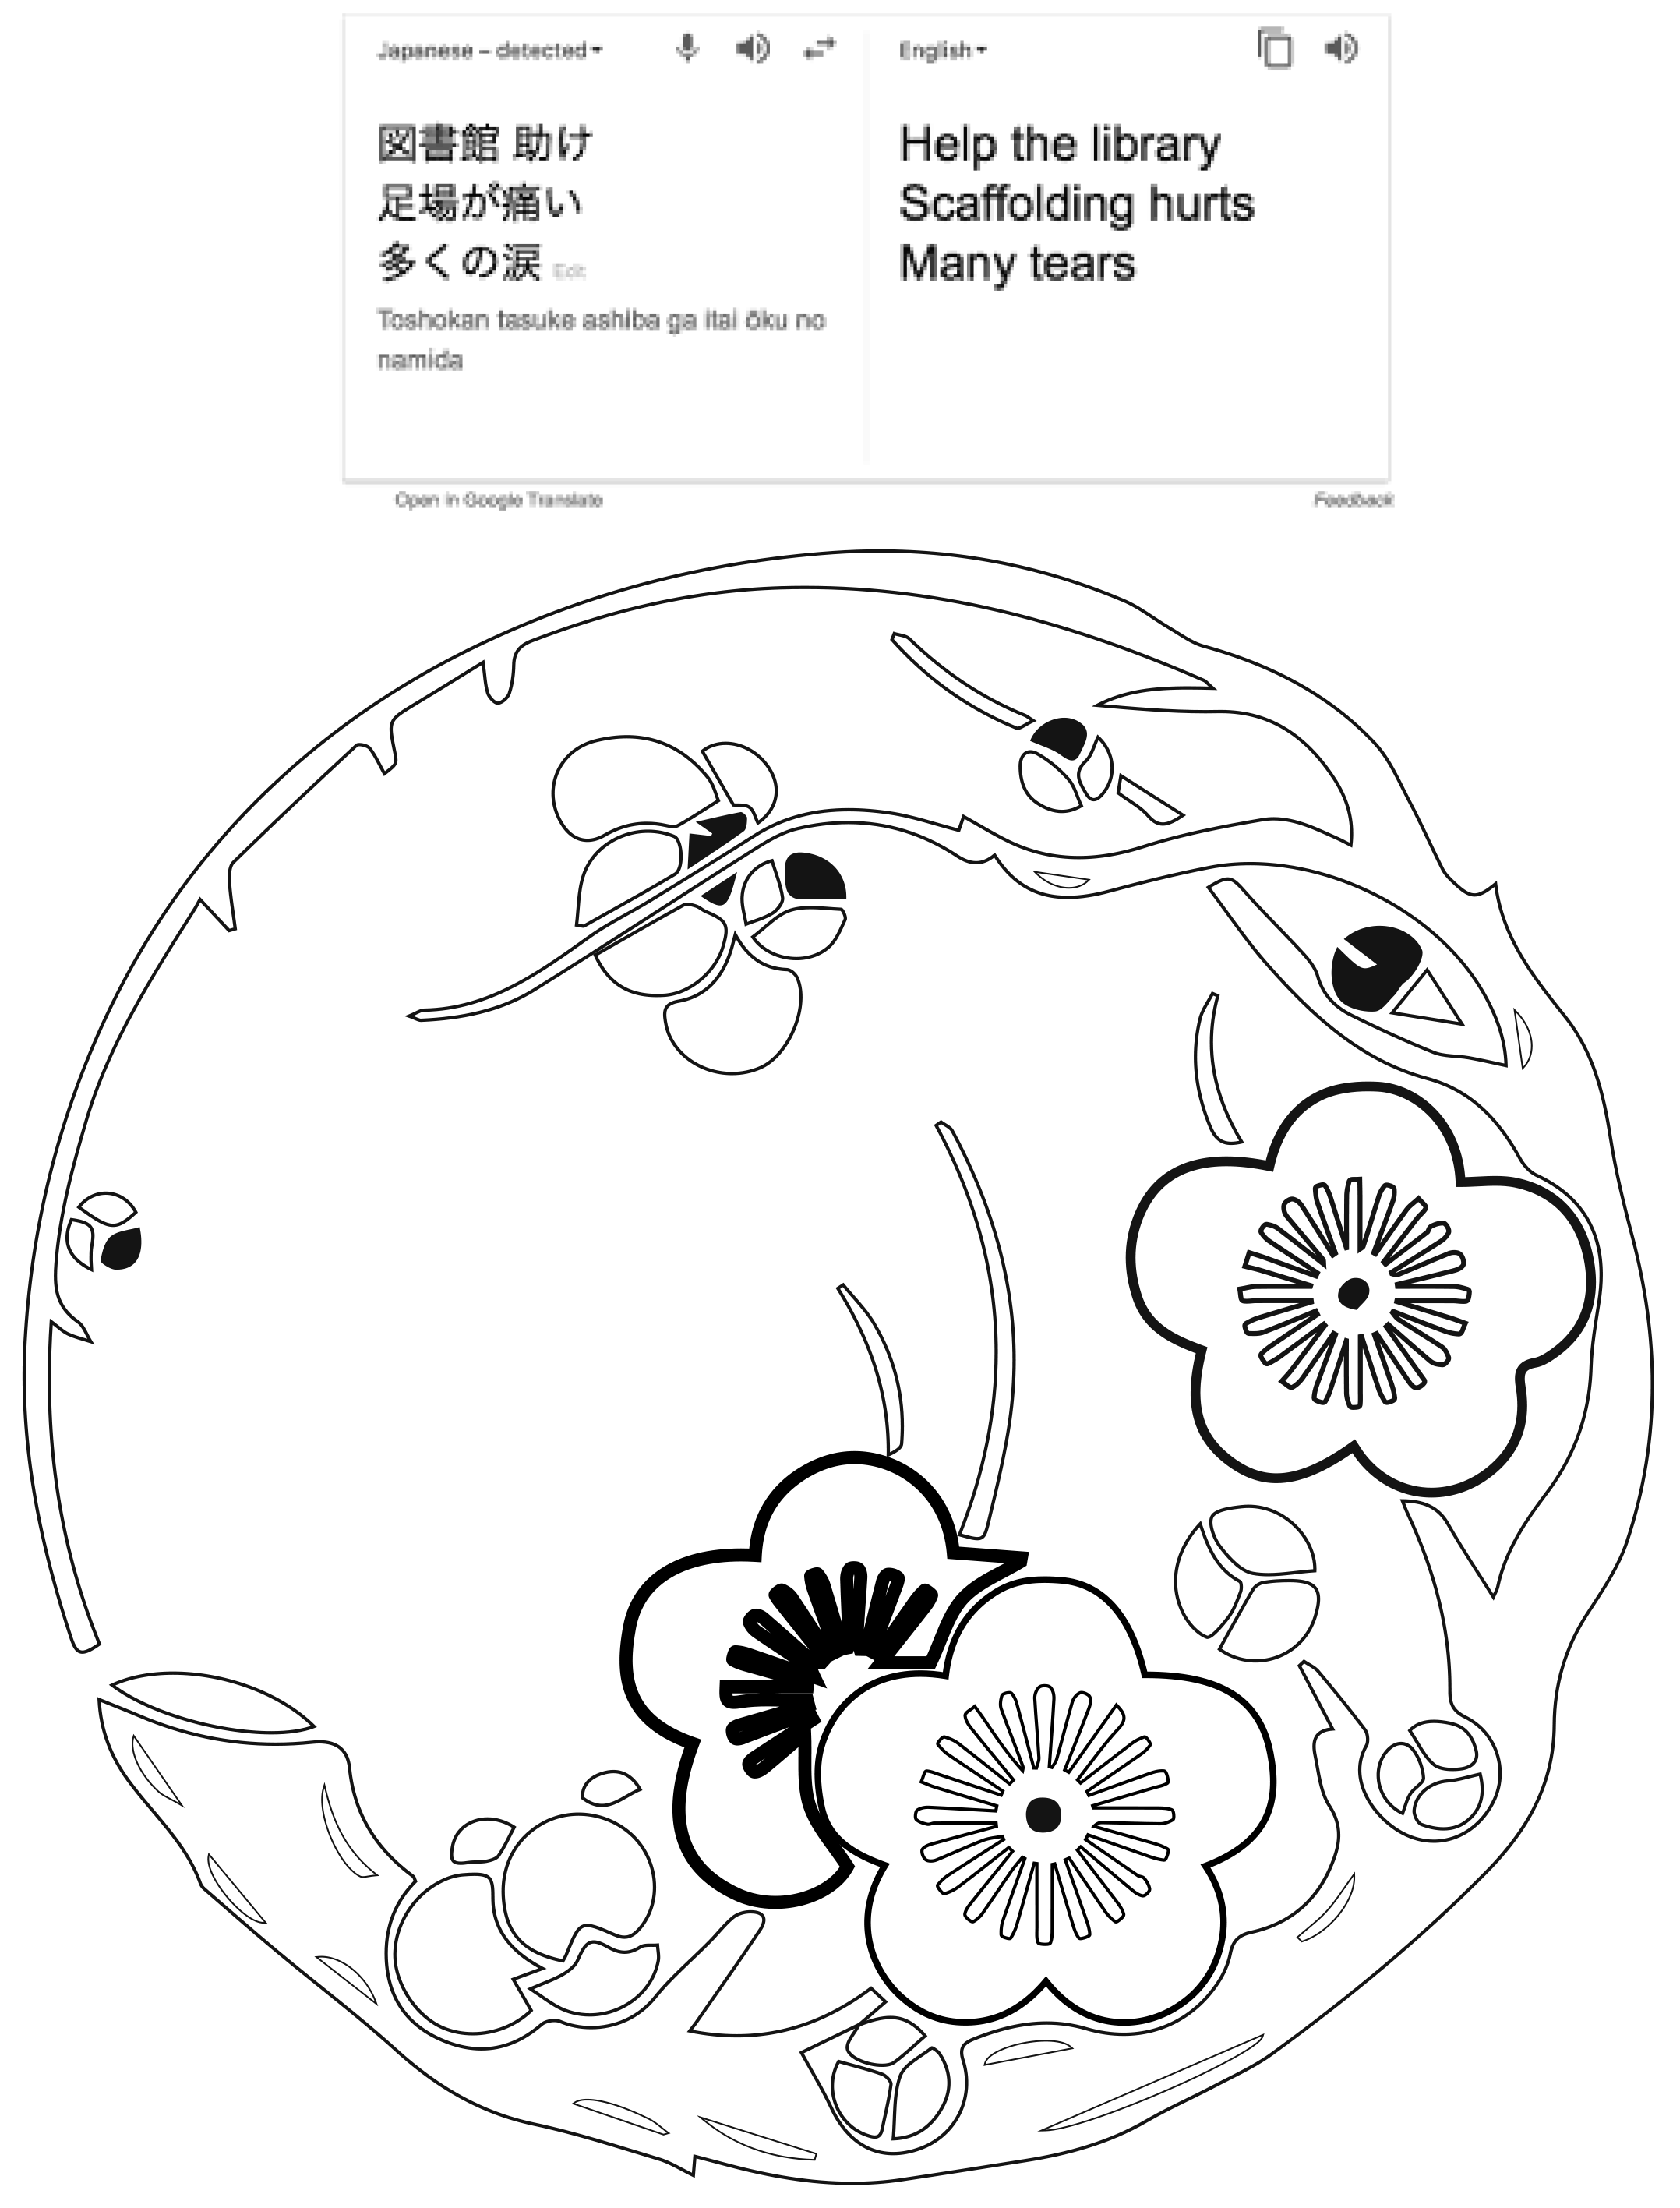 Japanese – detected
English
図書館 助け
足場が痛い
多くの涙 Edit
Toshokan tasuke ashiba ga itai ōku no
namida
Help the library
Scaffolding hurts
Many tears
Open in Google Translate
Feedback